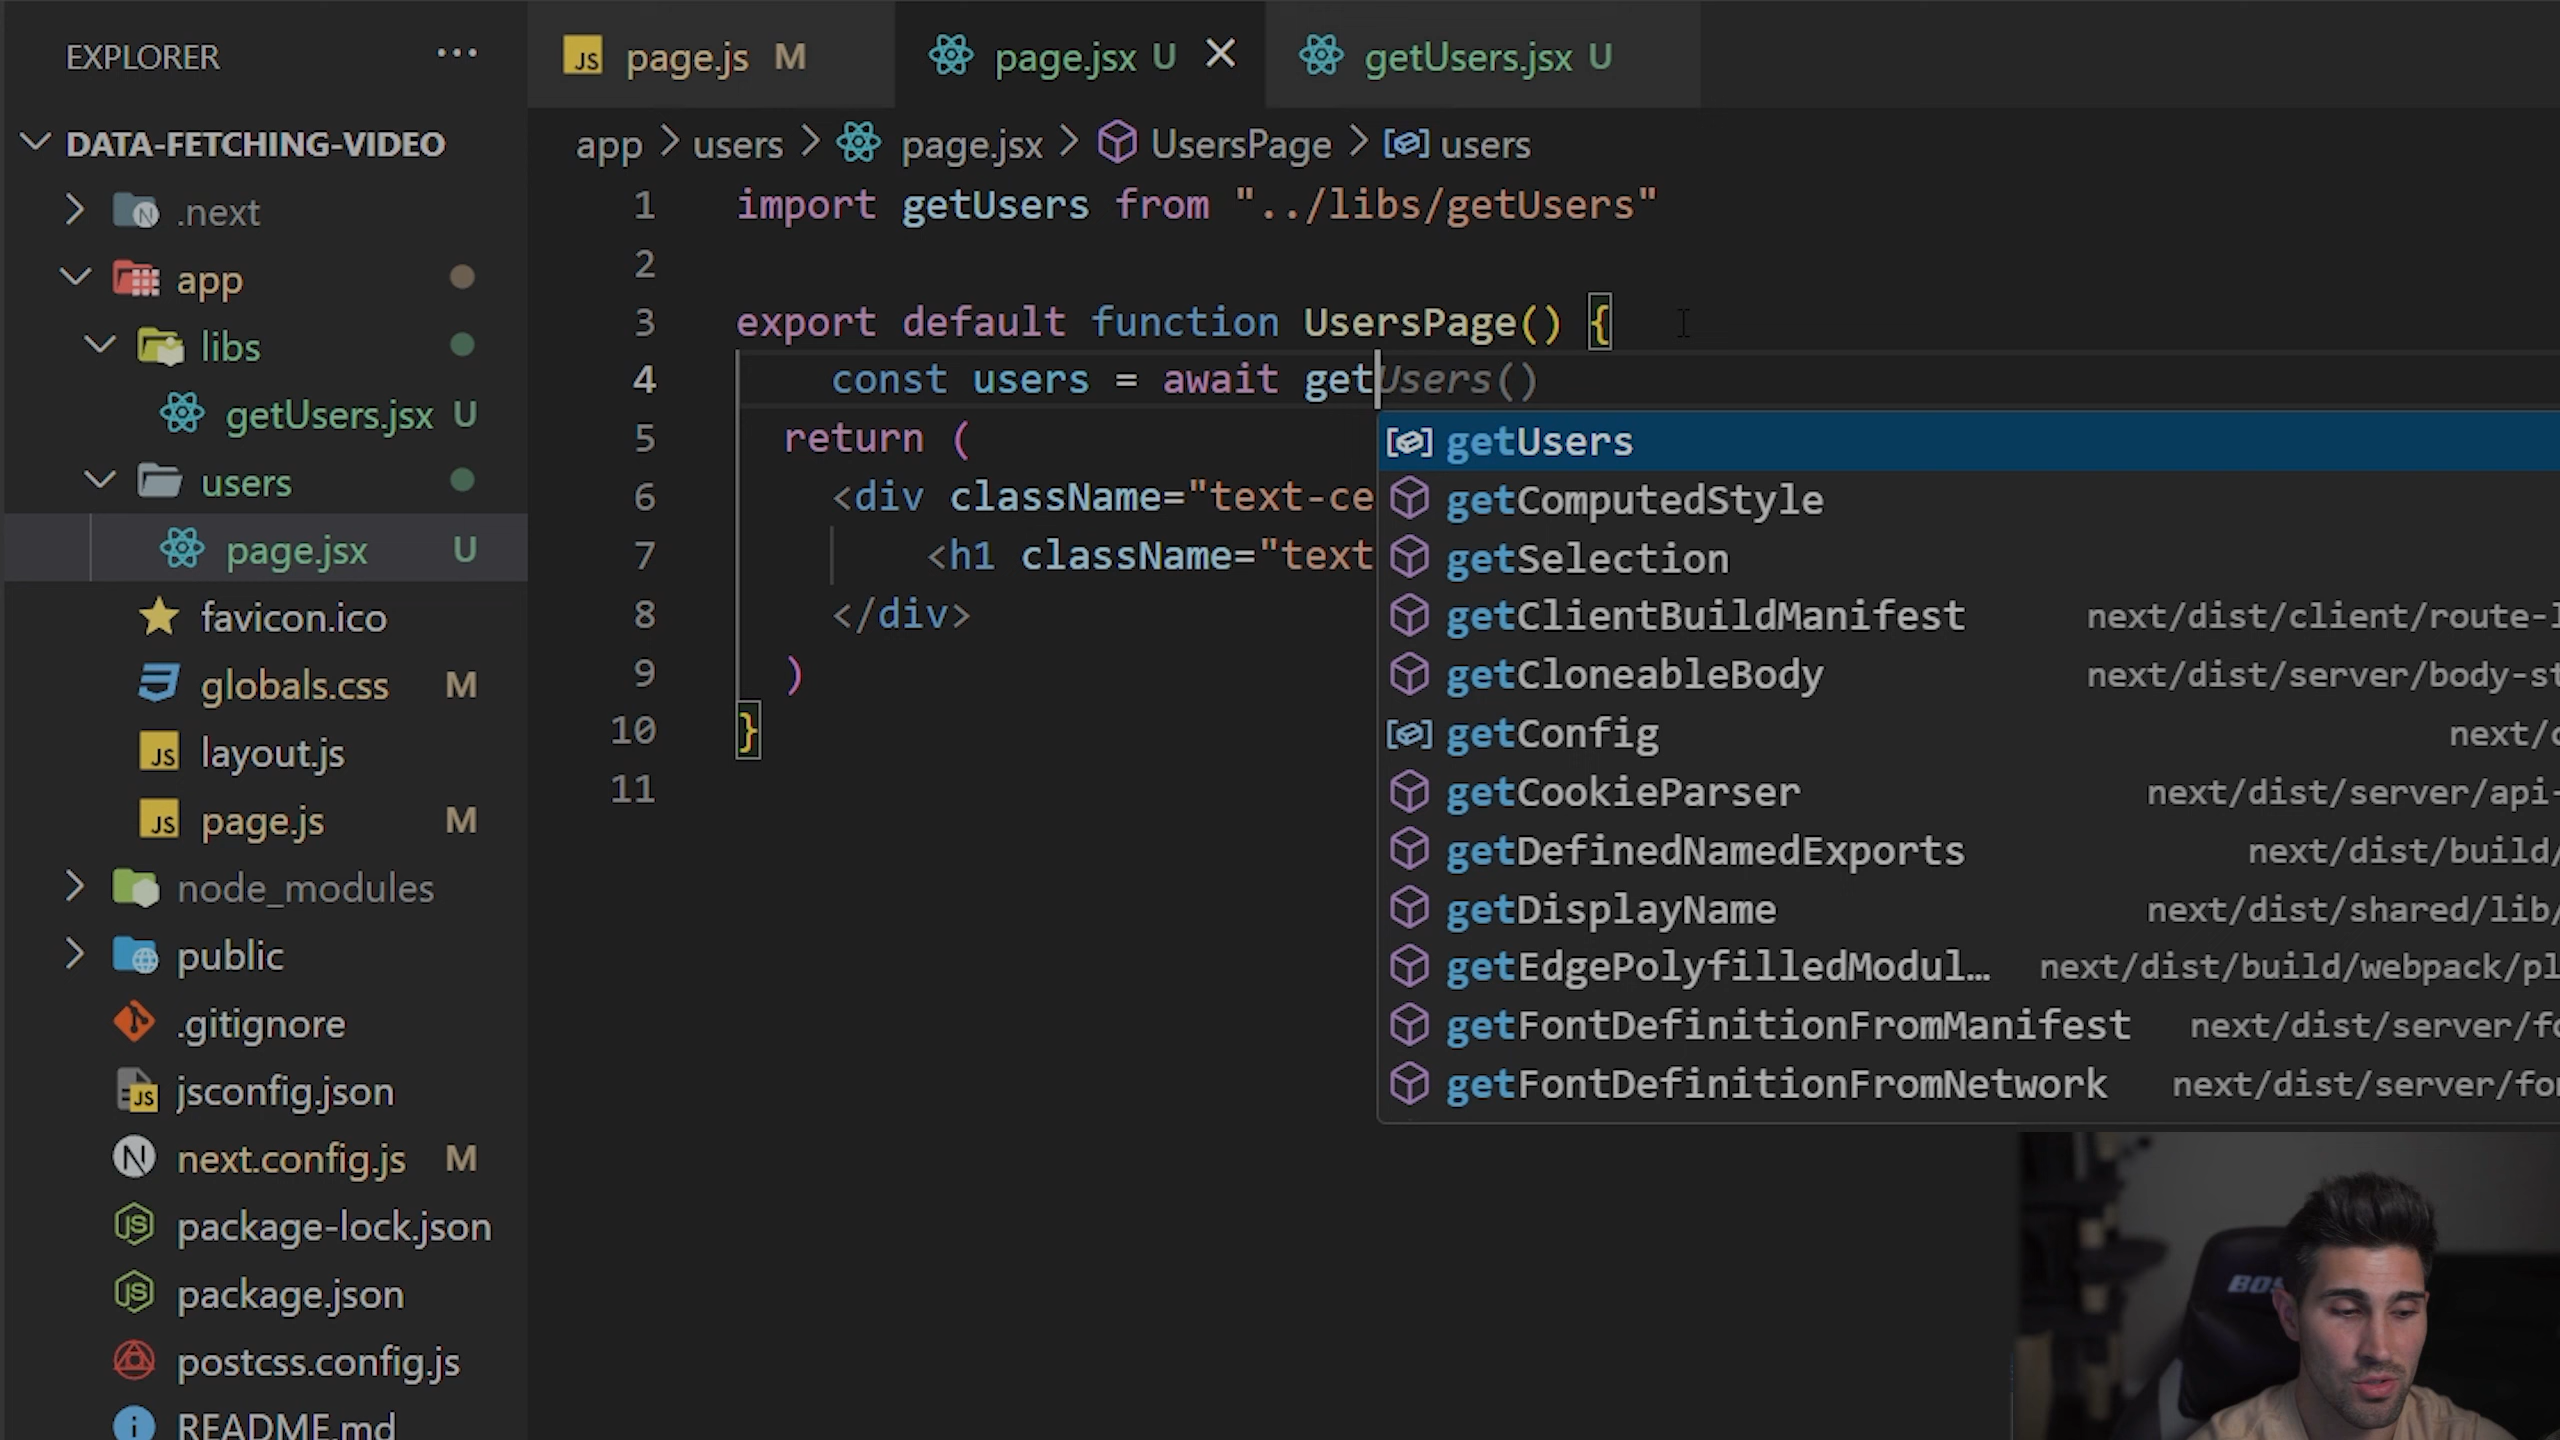 EXPLORER
DATA-FETCHING-VIDEO
.next
app
libs
getUsers.jsx U
users
page.jsx U
favicon.ico
globals.css M
layout.js
page.js M
node_modules
public
.gitignore
jsconfig.json
next.config.js M
package-lock.json
package.json
postcss.config.js
README.md
page.js M
page.jsx U
getUsers.jsx U
app > users > page.jsx > UsersPage > users
1 import getUsers from "../libs/getUsers"
2
3 export default function UsersPage() {
4 const users = await getUsers()
5 return (
6 <div className="text-ce
7 <h1 className="text
8 </div>
9 )
10 }
11
getUsers
getComputedStyle
getSelection
getClientBuildManifest next/dist/client/route-l
getCloneableBody next/dist/server/body-st
getConfig next/c
getCookieParser next/dist/server/api-
getDefinedNamedExports next/dist/build/
getDisplayName next/dist/shared/lib/
getEdgePolyfilledModul… next/dist/build/webpack/pl
getFontDefinitionFromManifest next/dist/server/fo
getFontDefinitionFromNetwork next/dist/server/fon